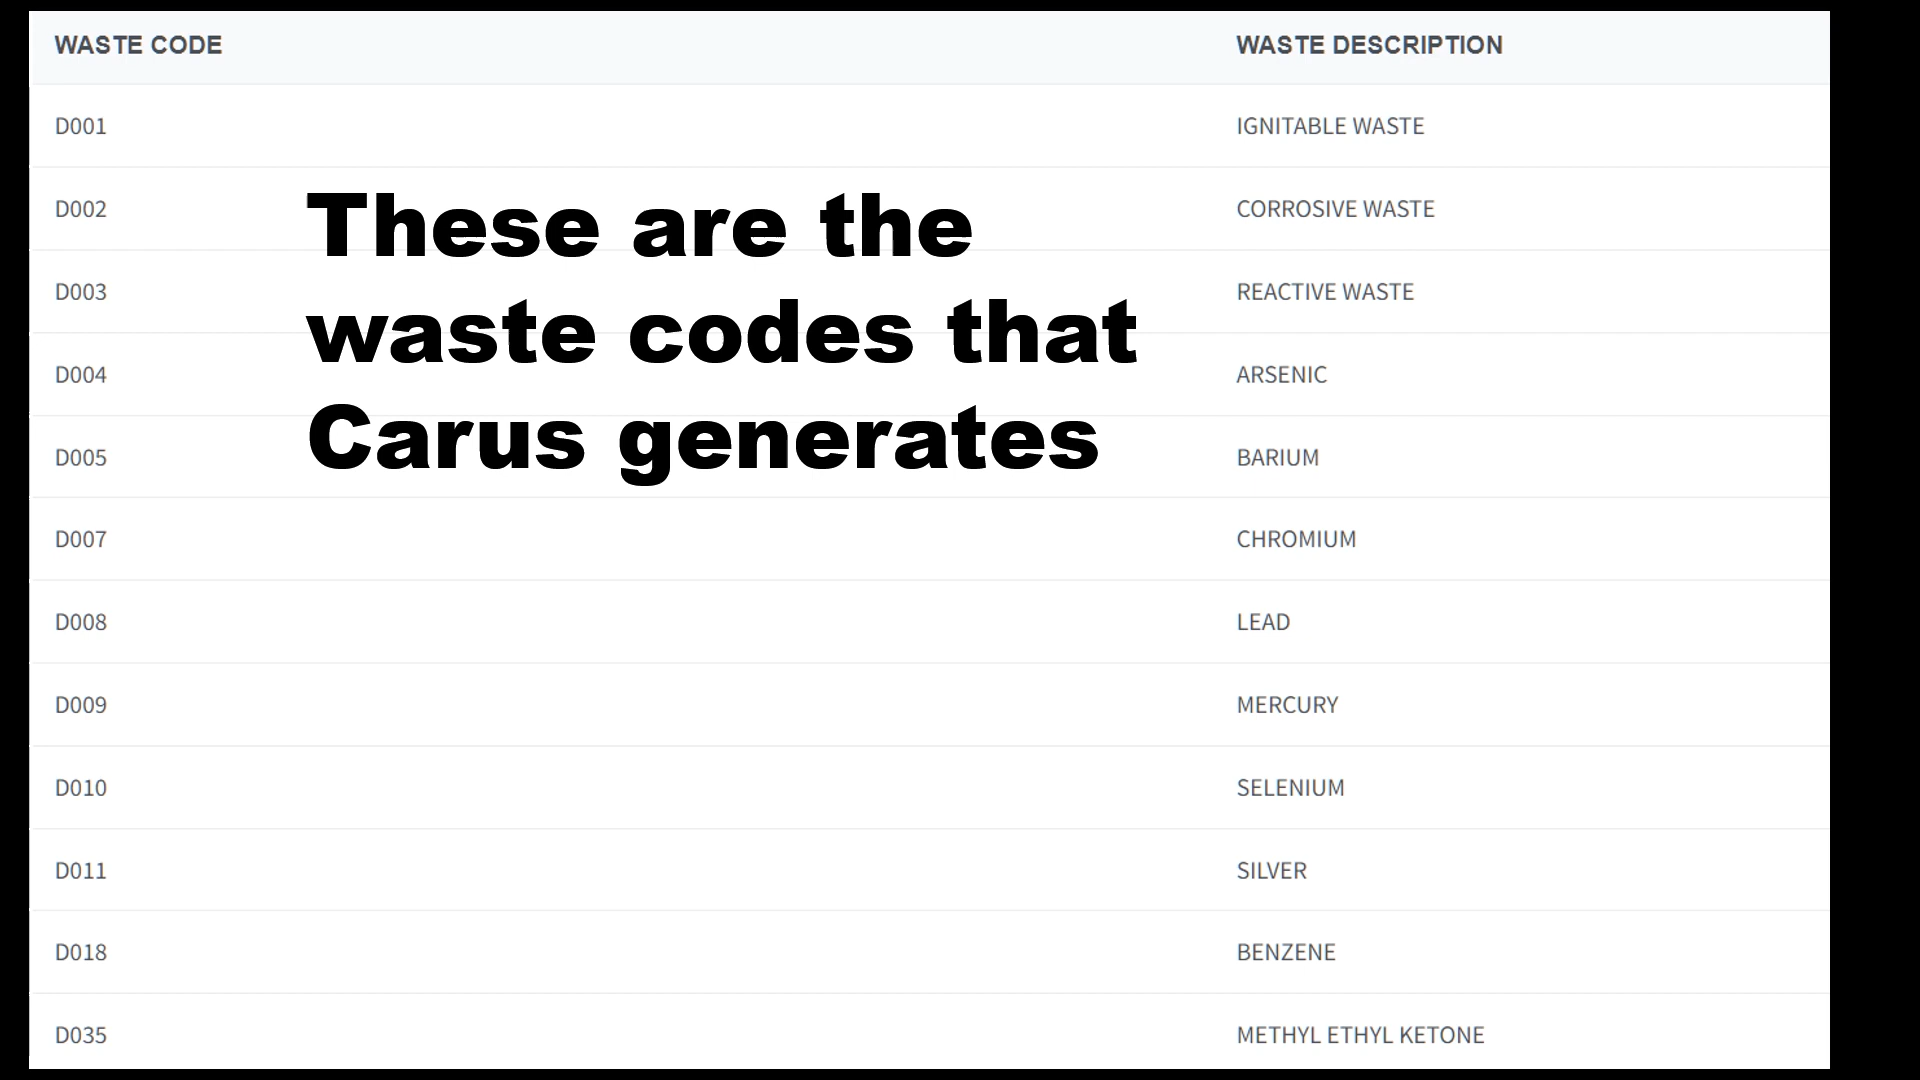 WASTE CODE WASTE DESCRIPTION
D001 IGNITABLE WASTE
D002 CORROSIVE WASTE
D003 REACTIVE WASTE
D004 ARSENIC
D005 BARIUM
D007 CHROMIUM
D008 LEAD
D009 MERCURY
D010 SELENIUM
D011 SILVER
D018 BENZENE
D035 METHYL ETHYL KETONE
These are the
waste codes that
Carus generates